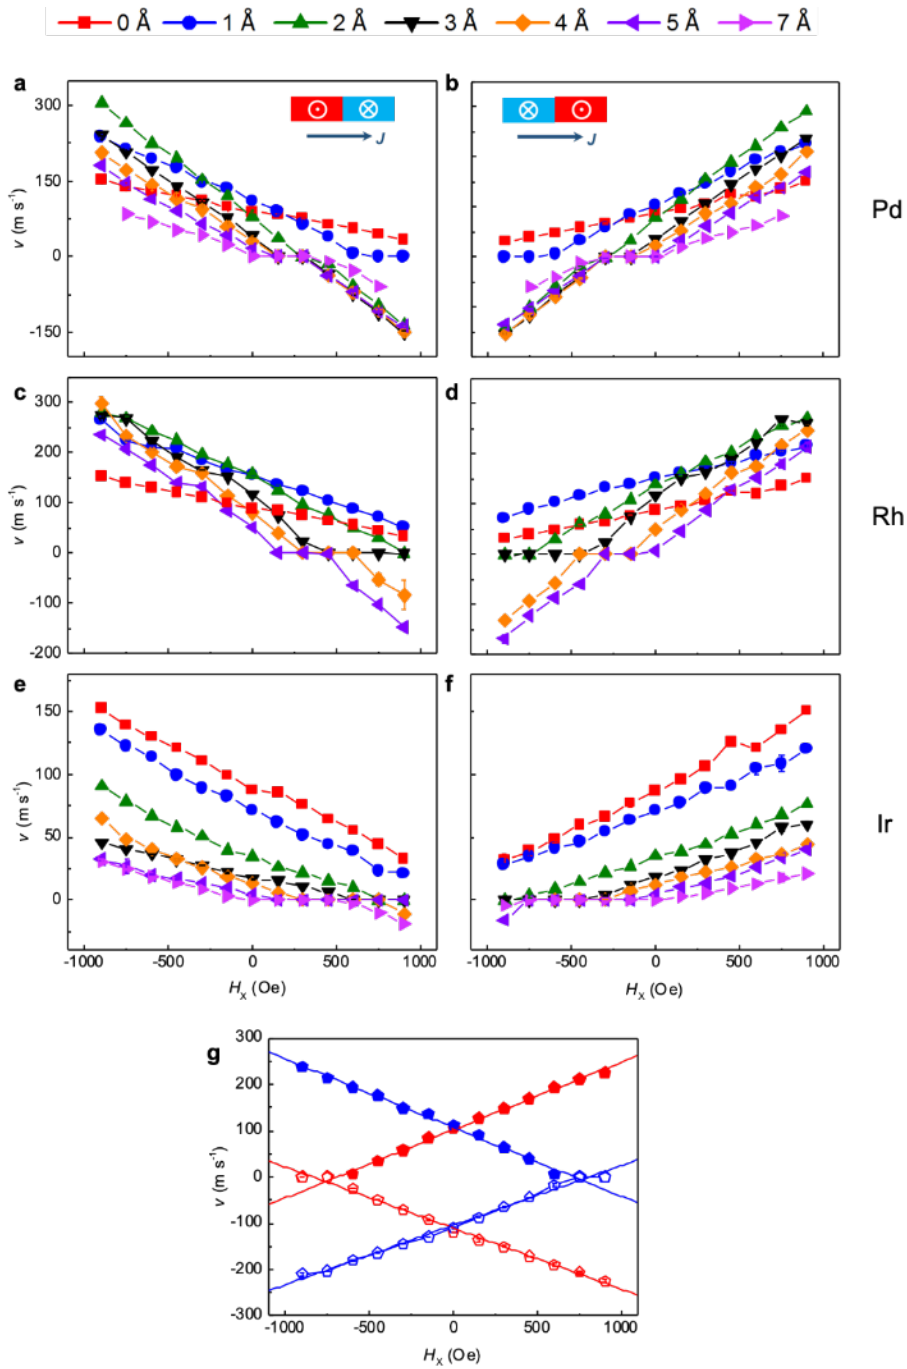 0 Å 1 Å 2 Å 3 Å 4 Å 5 Å 7 Å
a b
300
150
0
-150
v (m s⁻¹)
J J
Pd
c d
300
200
100
0
-100
-200
v (m s⁻¹)
Rh
e f
150
100
50
0
v (m s⁻¹)
Ir
-1000 -500 0 500 1000 -1000 -500 0 500 1000
Hₓ (Oe) Hₓ (Oe)
g
300
200
100
0
-100
-200
-300
v (m s⁻¹)
-1000 -500 0 500 1000
Hₓ (Oe)